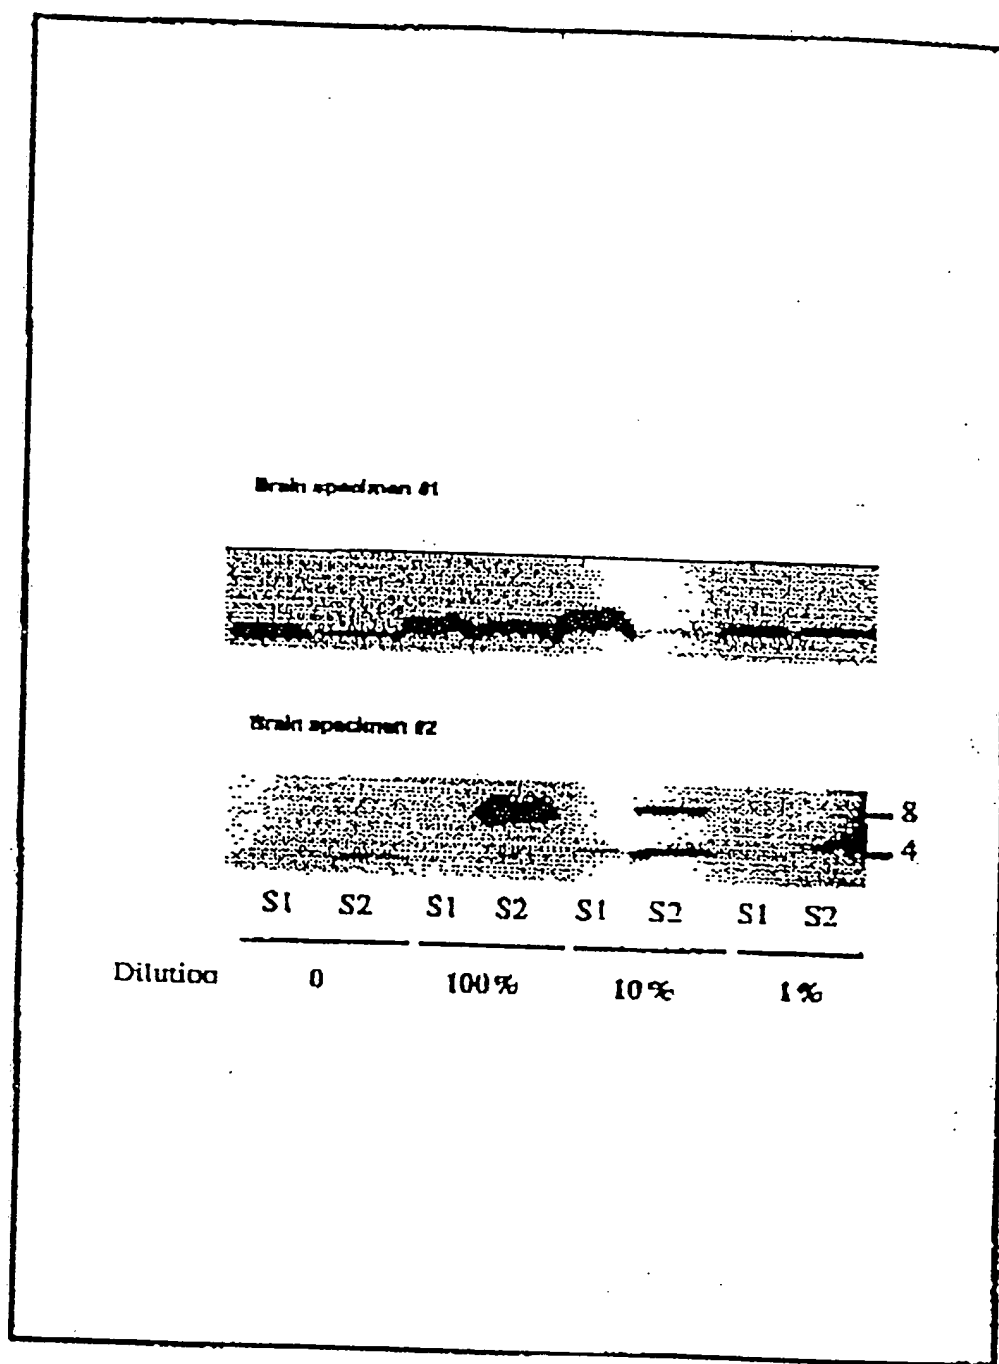 Brain specimen #1
Brain specimen #2
8
4
S1 S2 S1 S2 S1 S2 S1 S2
Dilution 0 100% 10% 1%